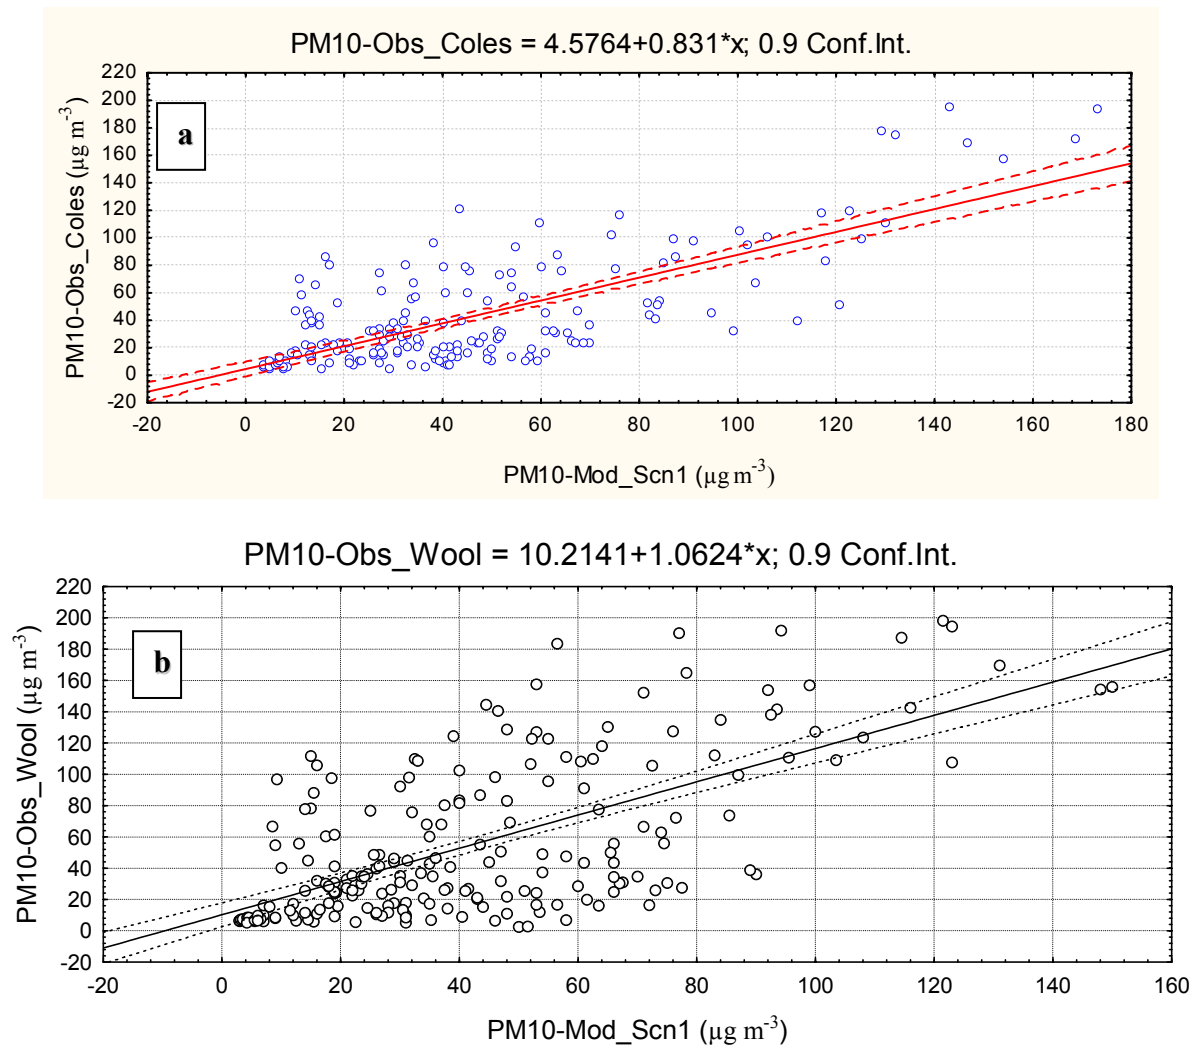 PM10-Obs_Coles = 4.5764+0.831*x; 0.9 Conf.Int.
a
PM10-Obs_Coles (µg m-3)
220
200
180
160
140
120
100
80
60
40
20
0
-20
-20 0 20 40 60 80 100 120 140 160 180
PM10-Mod_Scn1 (µg m-3)
PM10-Obs_Wool = 10.2141+1.0624*x; 0.9 Conf.Int.
b
PM10-Obs_Wool (µg m-3)
220
200
180
160
140
120
100
80
60
40
20
0
-20
-20 0 20 40 60 80 100 120 140 160
PM10-Mod_Scn1 (µg m-3)